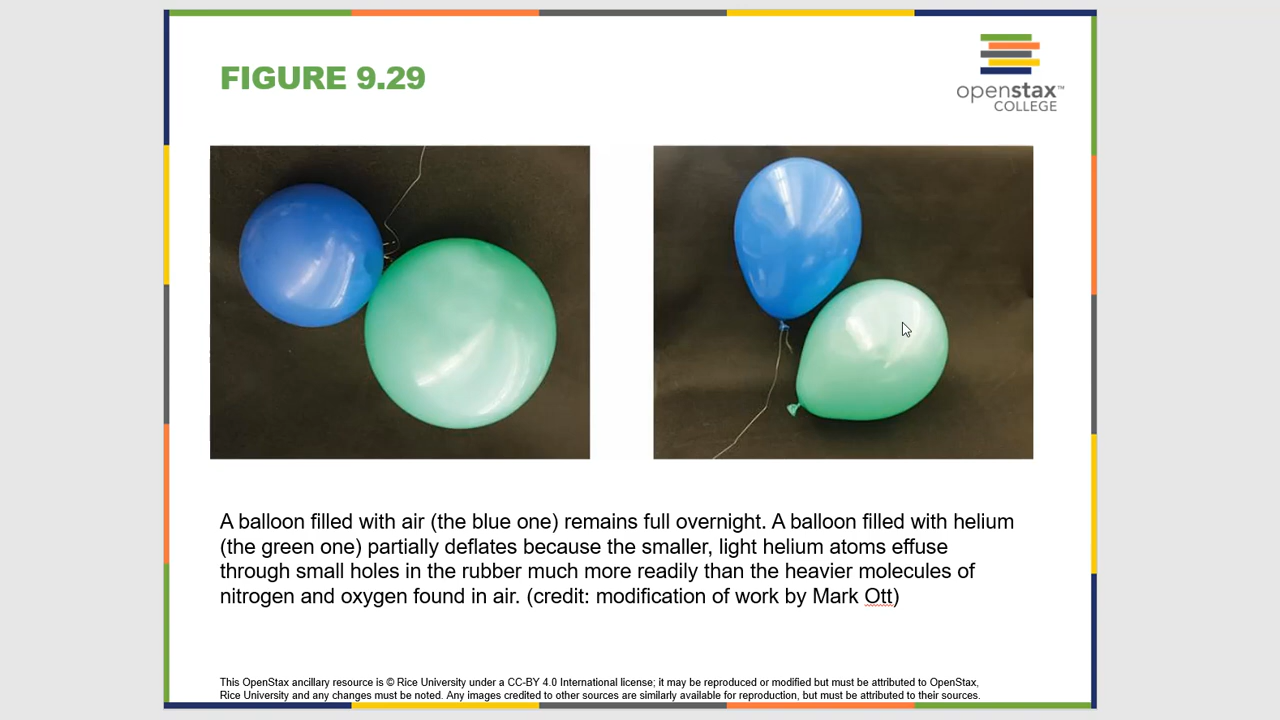 FIGURE 9.29
openstax™
COLLEGE
A balloon filled with air (the blue one) remains full overnight. A balloon filled with helium
(the green one) partially deflates because the smaller, light helium atoms effuse
through small holes in the rubber much more readily than the heavier molecules of
nitrogen and oxygen found in air. (credit: modification of work by Mark Ott)
This OpenStax ancillary resource is © Rice University under a CC-BY 4.0 International license; it may be reproduced or modified but must be attributed to OpenStax,
Rice University and any changes must be noted. Any images credited to other sources are similarly available for reproduction, but must be attributed to their sources.